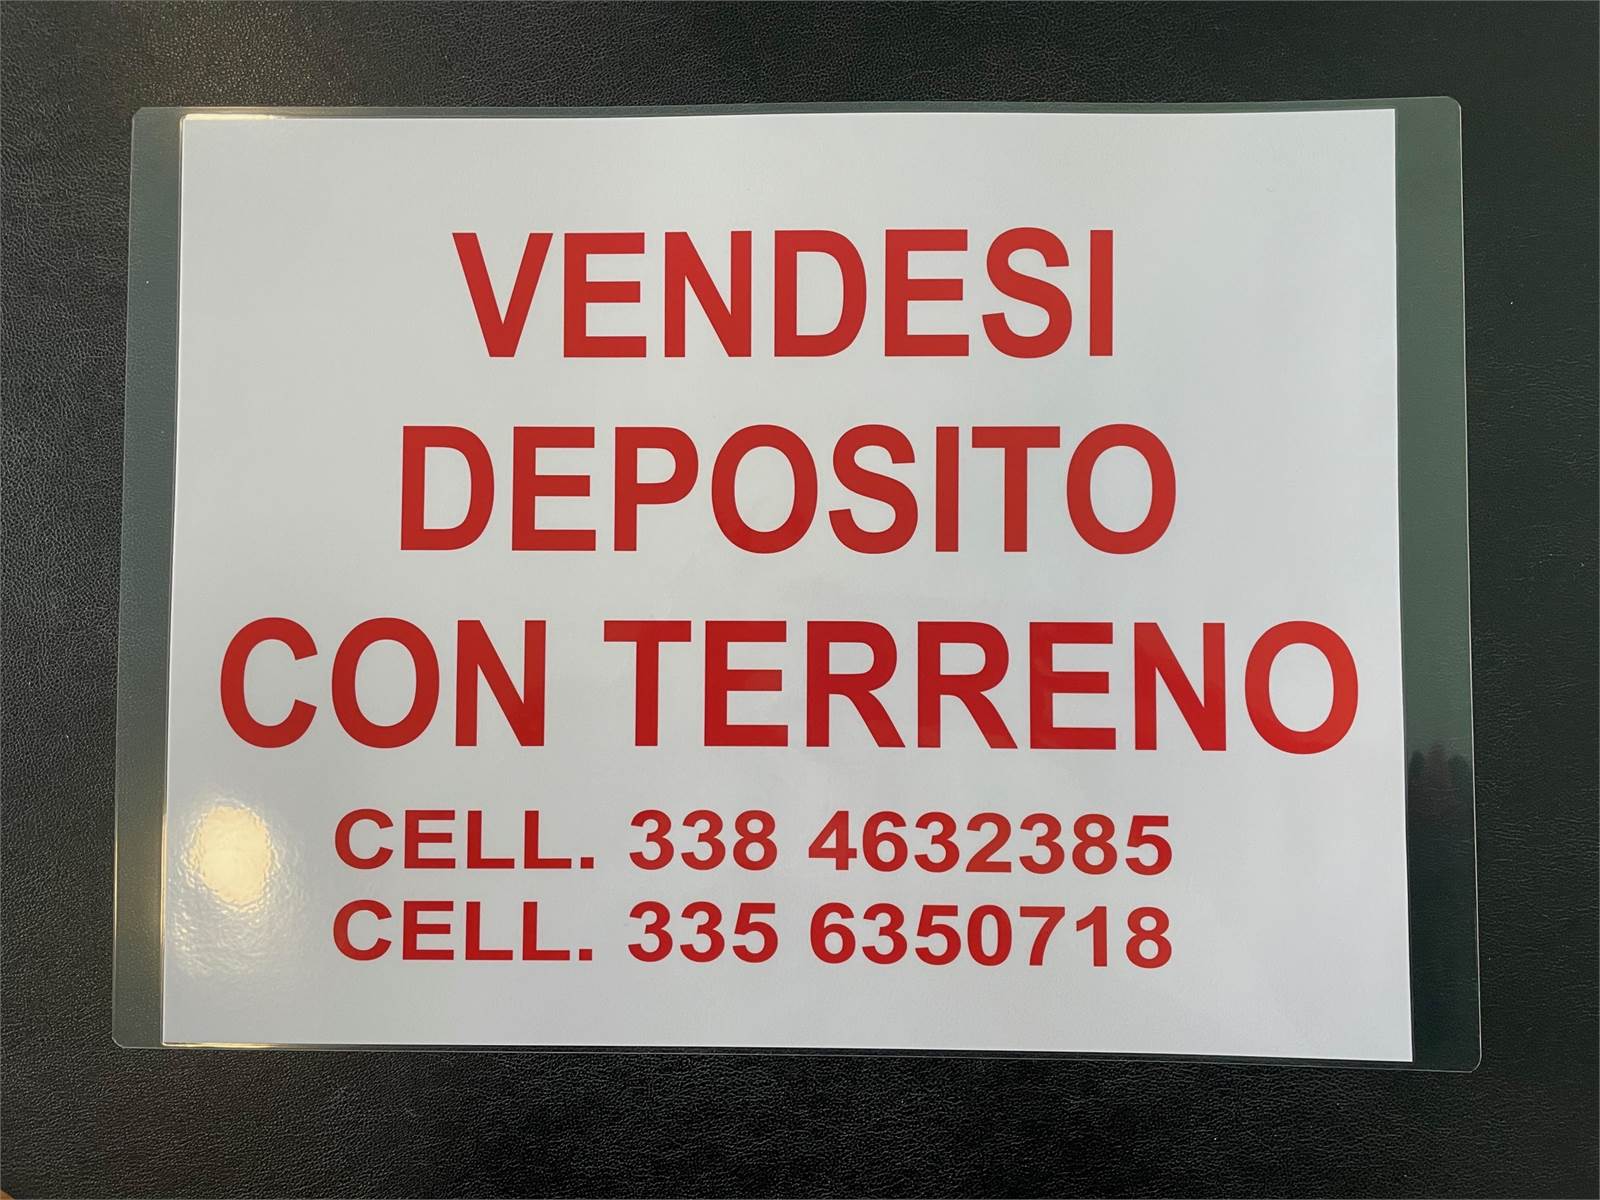 VENDESI
DEPOSITO
CON TERRENO
CELL. 338 4632385
CELL. 335 6350718